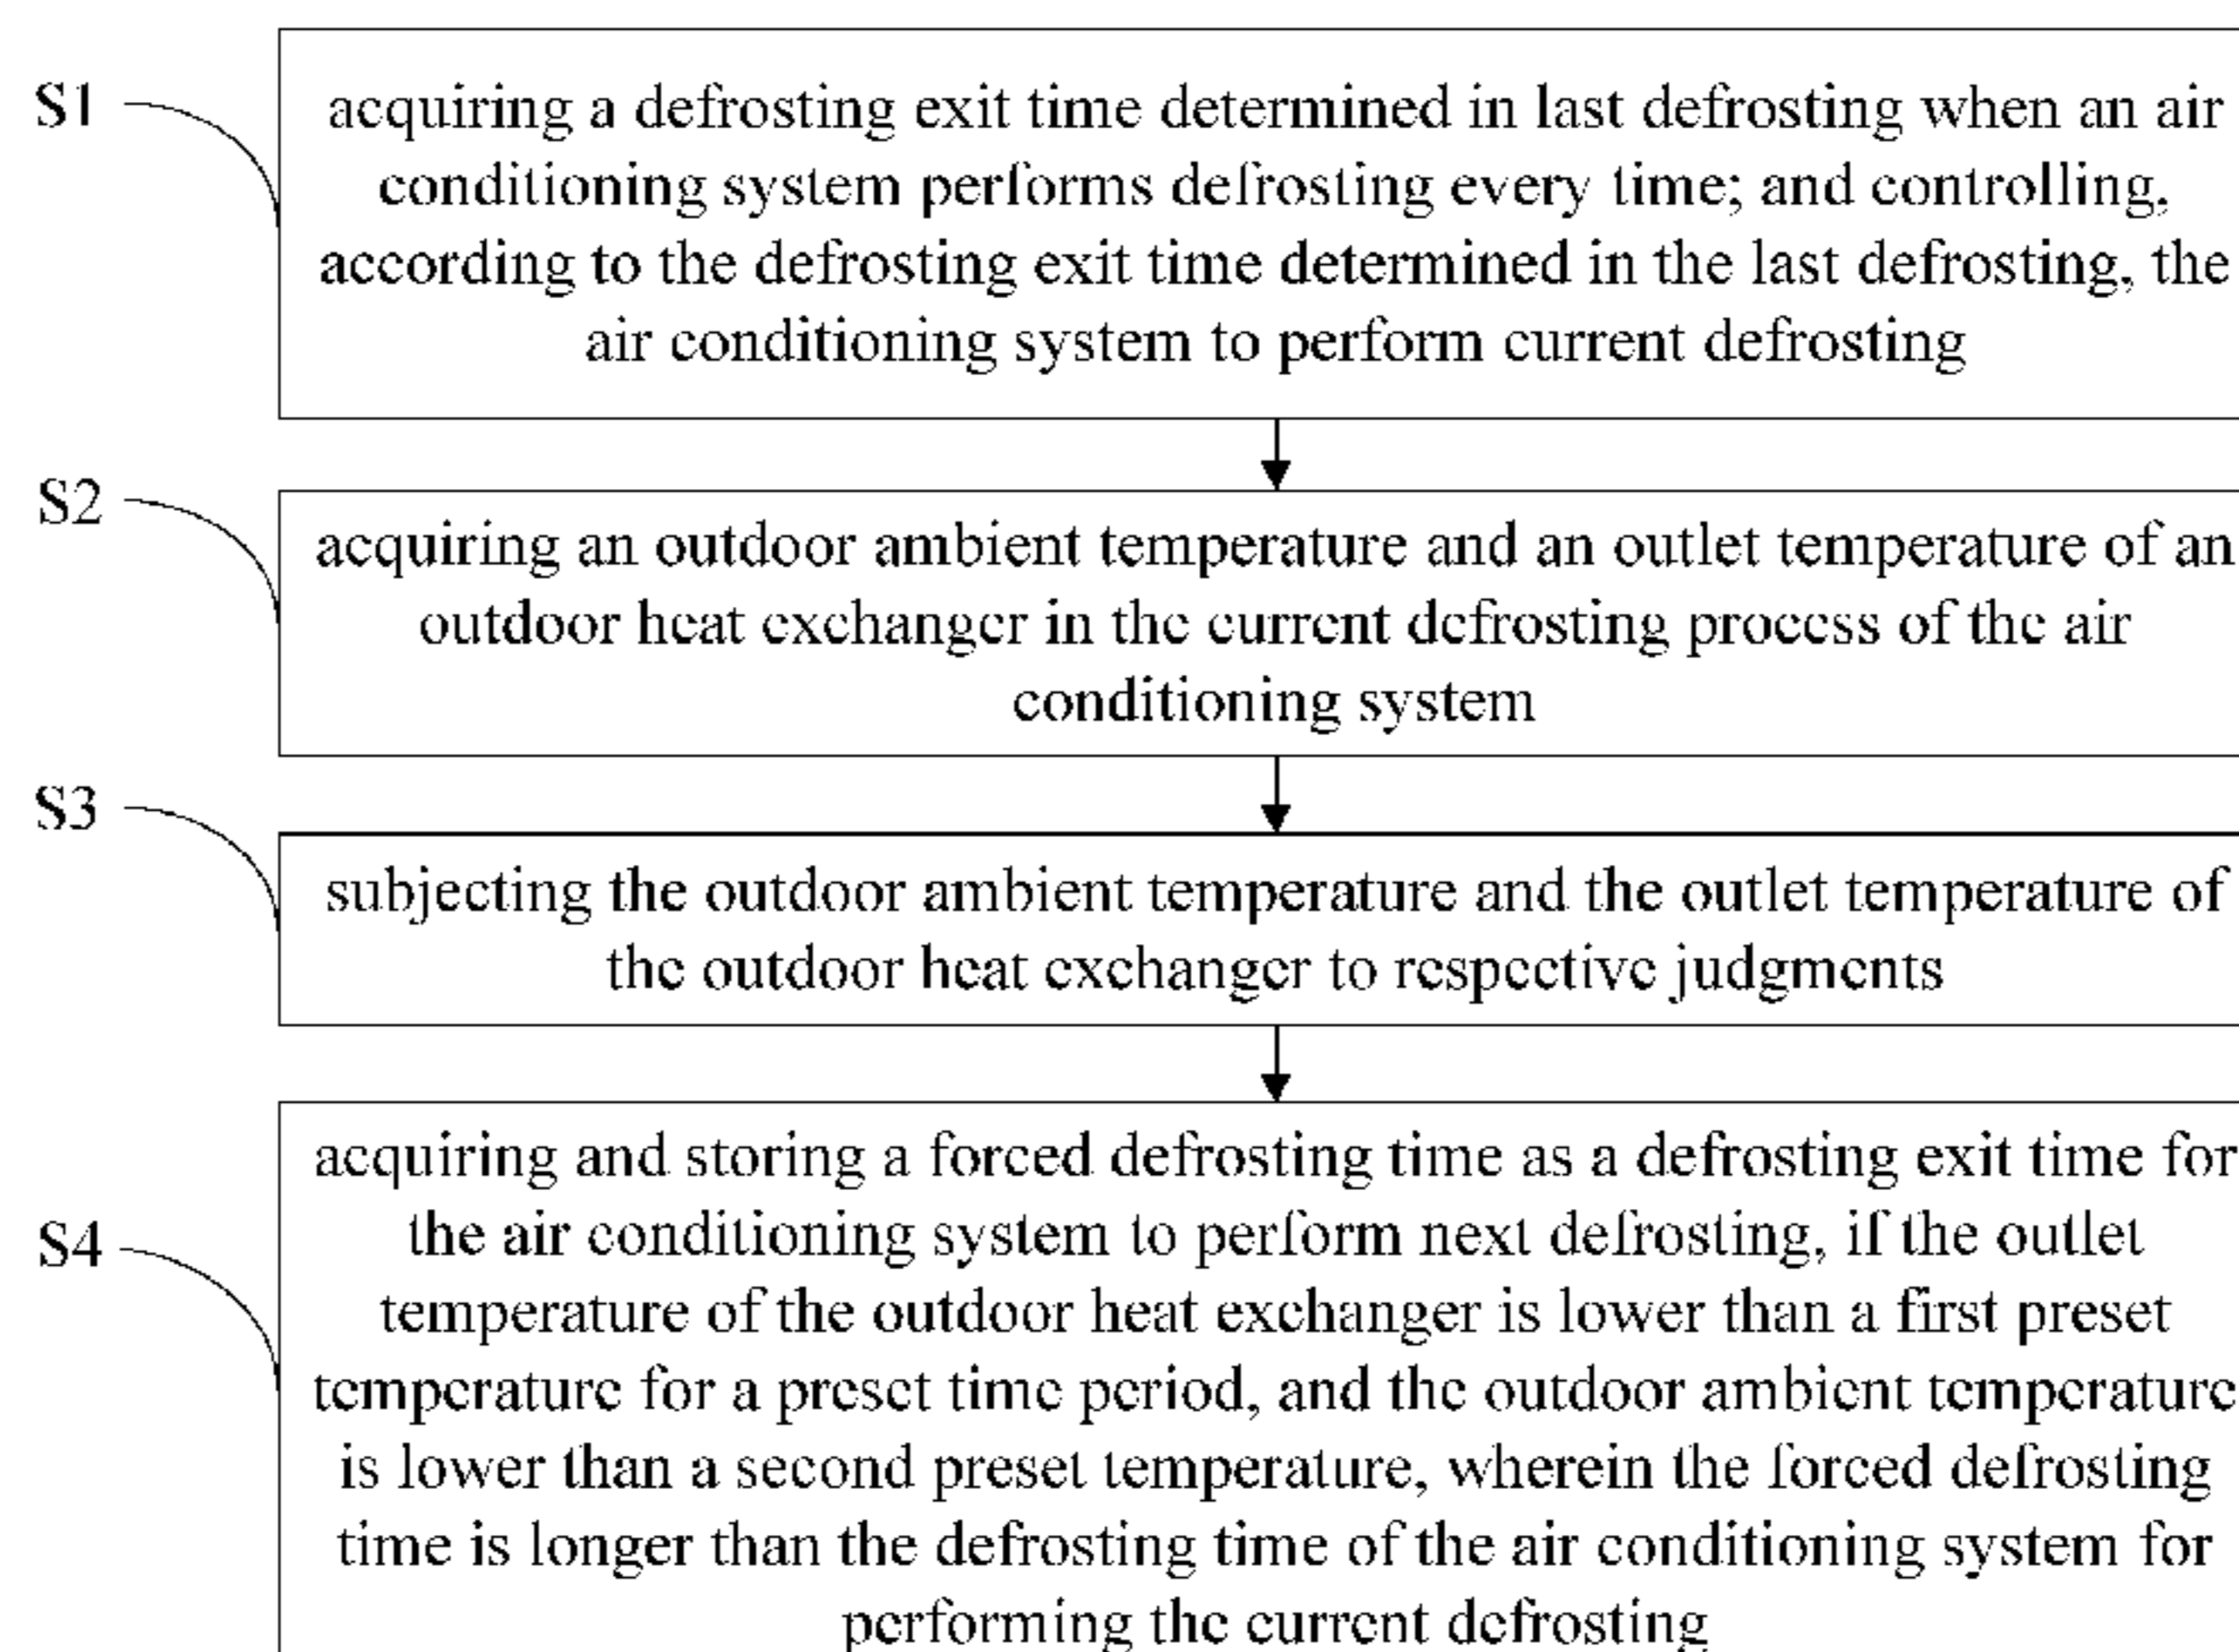 S1
acquiring a defrosting exit time determined in last defrosting when an air
conditioning system performs defrosting every time; and controlling,
according to the defrosting exit time determined in the last defrosting, the
air conditioning system to perform current defrosting
S2
acquiring an outdoor ambient temperature and an outlet temperature of an
outdoor heat exchanger in the current defrosting process of the air
conditioning system
S3
subjecting the outdoor ambient temperature and the outlet temperature of
the outdoor heat exchanger to respective judgments
S4
acquiring and storing a forced defrosting time as a defrosting exit time for
the air conditioning system to perform next defrosting, if the outlet
temperature of the outdoor heat exchanger is lower than a first preset
temperature for a preset time period, and the outdoor ambient temperature
is lower than a second preset temperature, wherein the forced defrosting
time is longer than the defrosting time of the air conditioning system for
performing the current defrosting